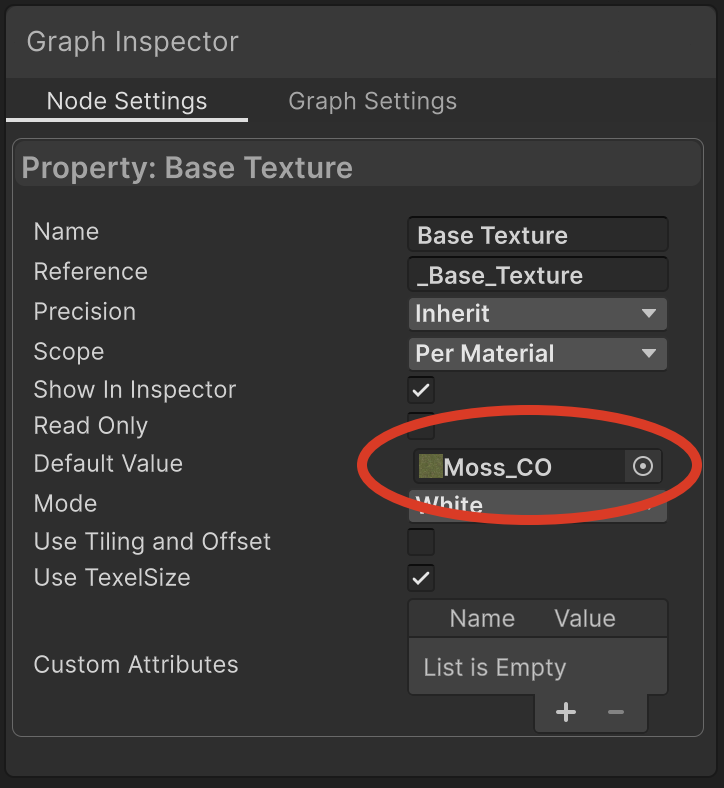 Graph Inspector
Node Settings Graph Settings
Property: Base Texture
Name Base Texture
Reference _Base_Texture
Precision Inherit
Scope Per Material
Show In Inspector
Read Only
Default Value Moss_CO
Mode White
Use Tiling and Offset
Use TexelSize
Name Value
Custom Attributes List is Empty